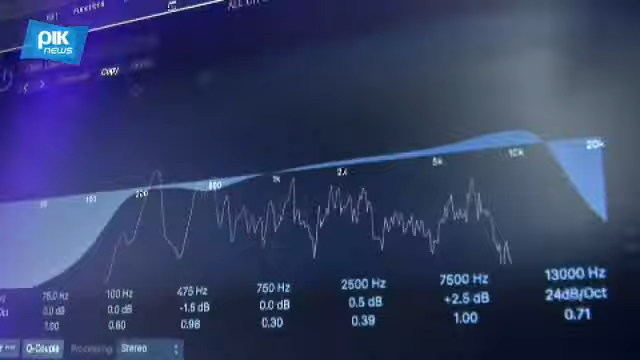 рік
news
Copy
100
200
500
1k
5k
10k
20k
75.0 Hz 100 Hz 475 Hz 750 Hz 2500 Hz 7500 Hz 13000 Hz
0.0 dB 0.0 dB -1.5 dB 0.0 dB 0.5 dB +2.5 dB 24dB/Oct
1.00 0.60 0.98 0.30 0.39 1.00 0.71
Q-Couple Processing: Stereo